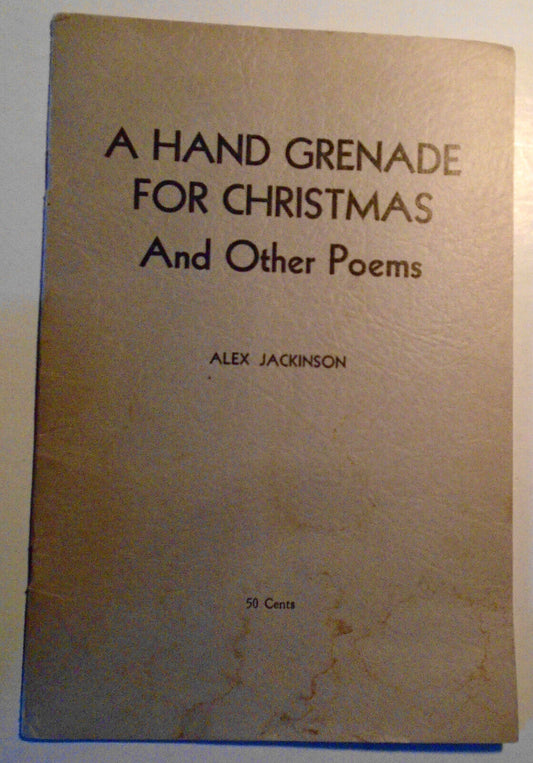 A HAND GRENADE
FOR CHRISTMAS
And Other Poems
ALEX JACKINSON
50 Cents